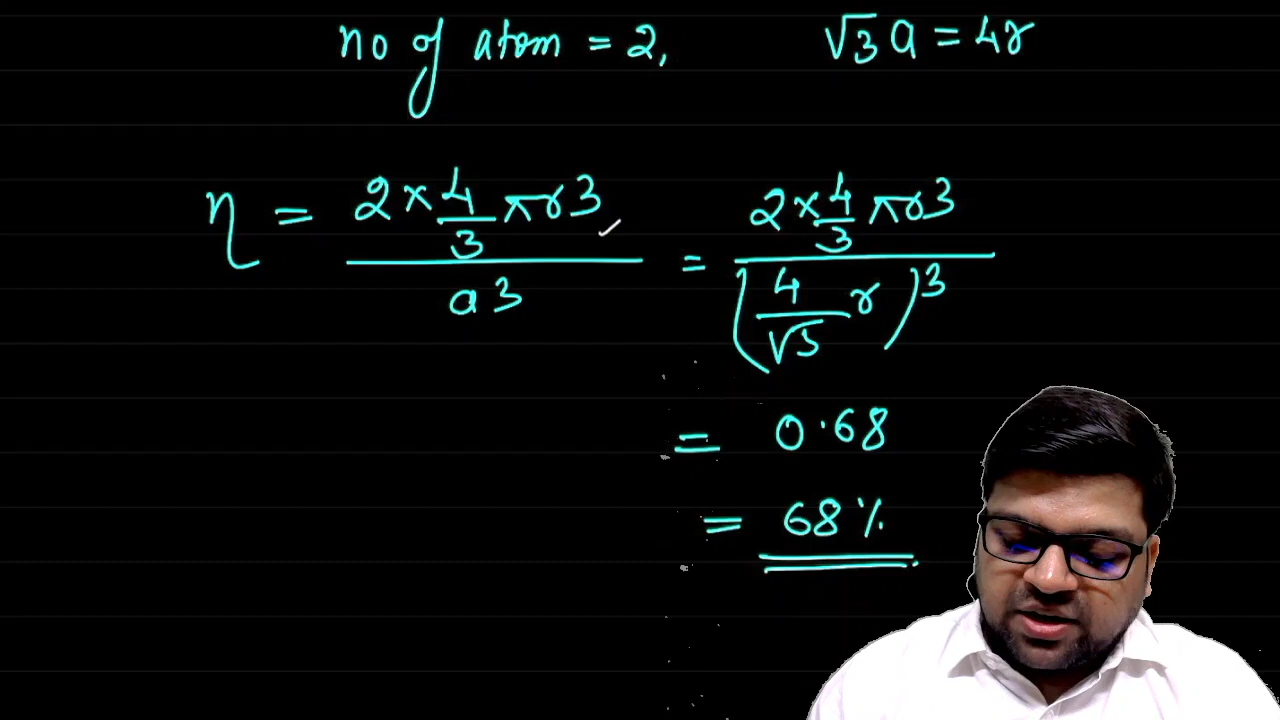 no of atom = 2, √3 a = 4r
η = (2 × 4/3 πr3) / a3 = (2 × 4/3 πr3) / (4/√5 r)^3
= 0.68
= 68%